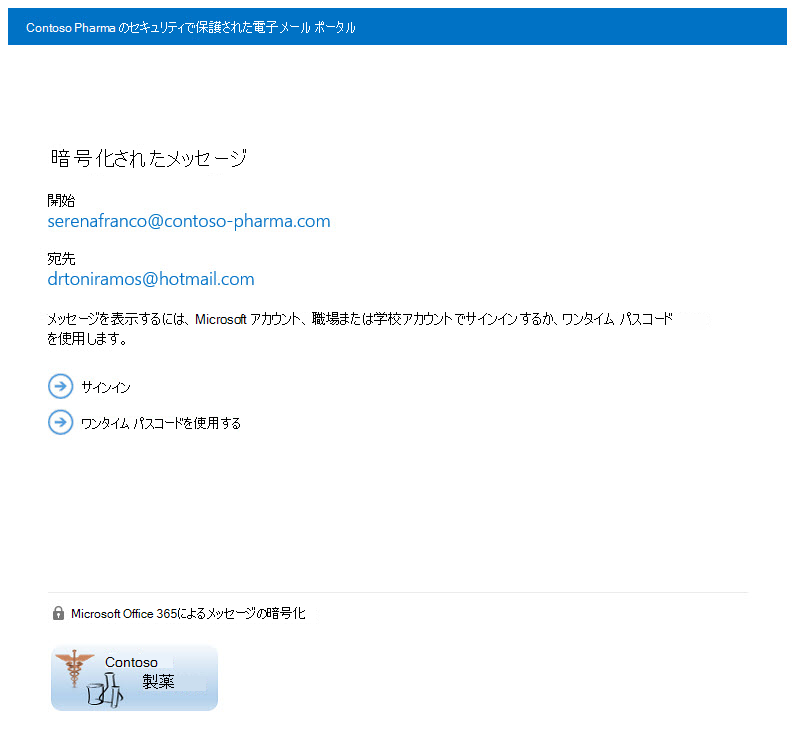 Contoso Pharma のセキュリティで保護された電子メール ポータル
暗号化されたメッセージ
開始
serenafranco@contoso-pharma.com
宛先
drtoniramos@hotmail.com
メッセージを表示するには、Microsoft アカウント、職場または学校アカウントでサインインするか、ワンタイム パスコード
を使用します。
サインイン
ワンタイム パスコードを使用する
Microsoft Office 365によるメッセージの暗号化
Contoso
製薬